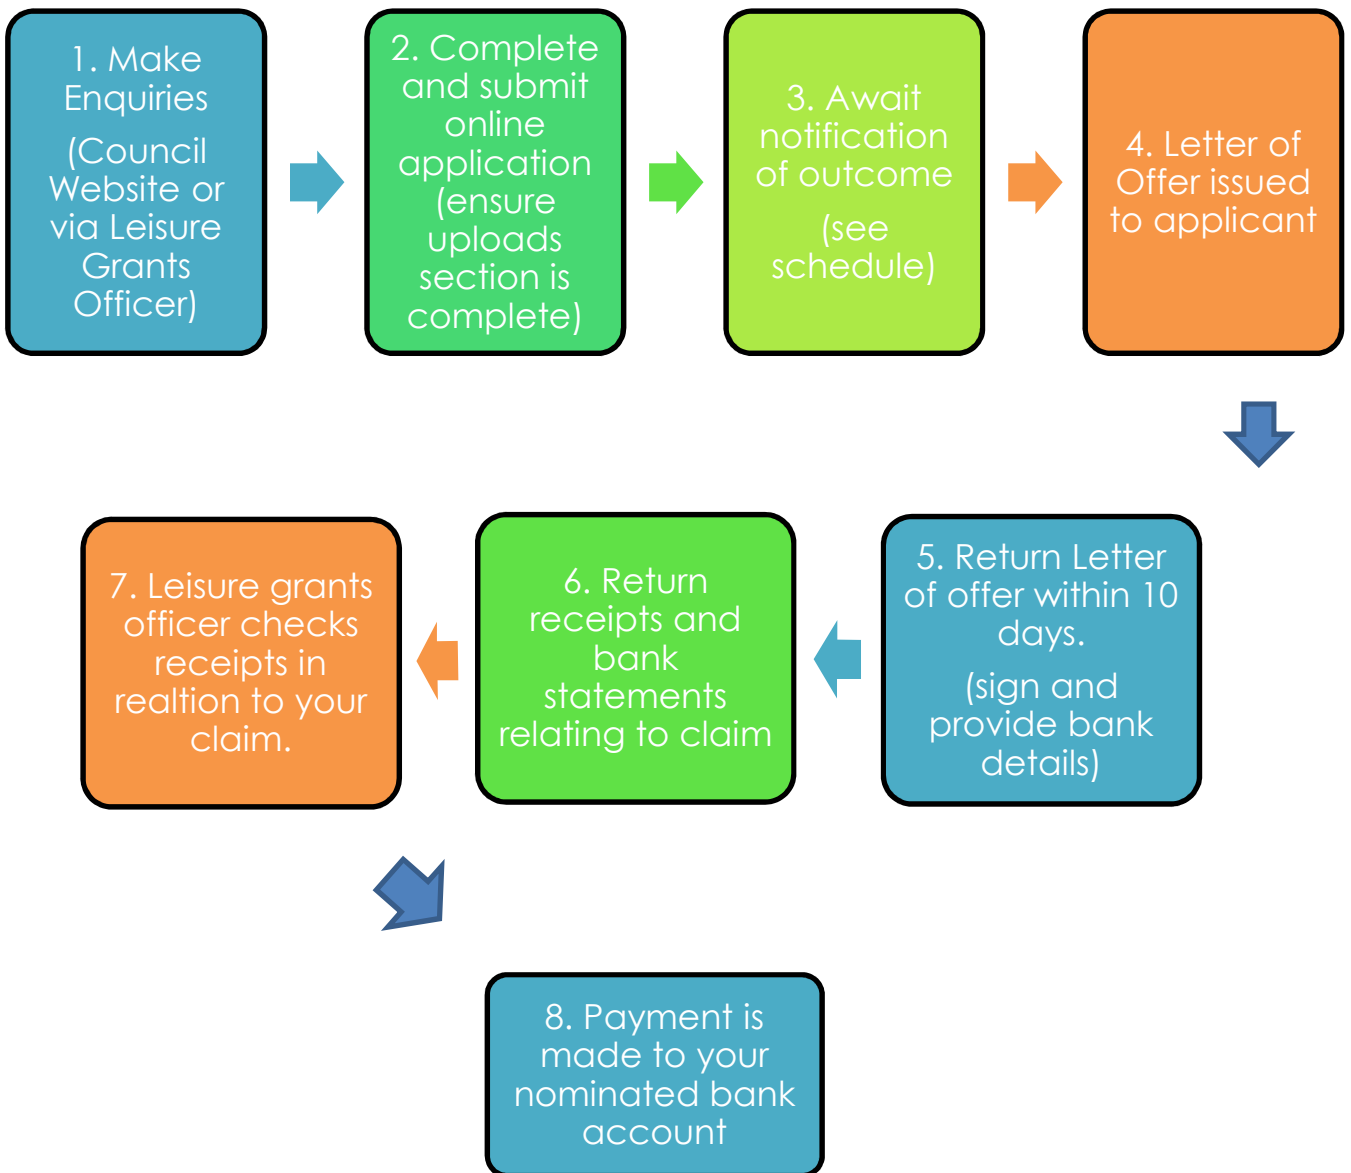 1. Make
Enquiries
(Council
Website or
via Leisure
Grants
Officer)
2. Complete
and submit
online
application
(ensure
uploads
section is
complete)
3. Await
notification
of outcome
(see
schedule)
4. Letter of
Offer issued
to applicant
5. Return Letter
of offer within 10
days.
(sign and
provide bank
details)
6. Return
receipts and
bank
statements
relating to claim
7. Leisure grants
officer checks
receipts in
realtion to your
claim.
8. Payment is
made to your
nominated bank
account